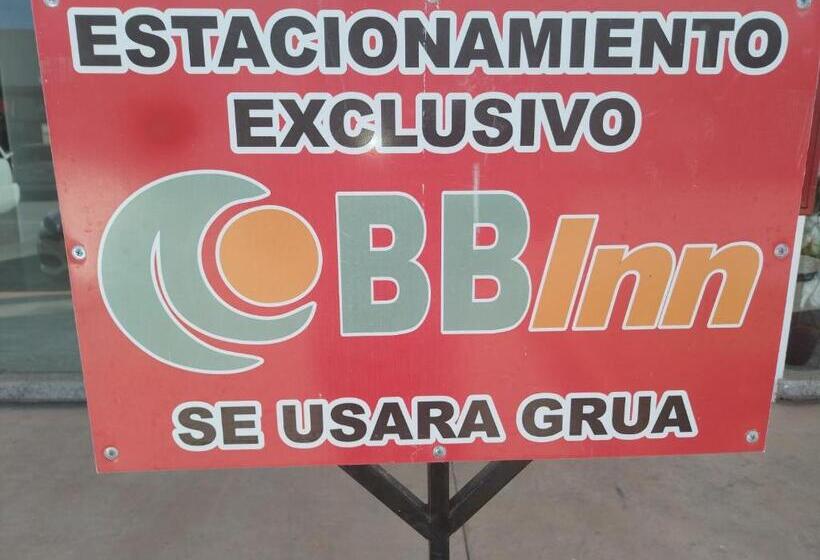 ESTACIONAMIENTO
EXCLUSIVO
BBInn
SE USARA GRUA